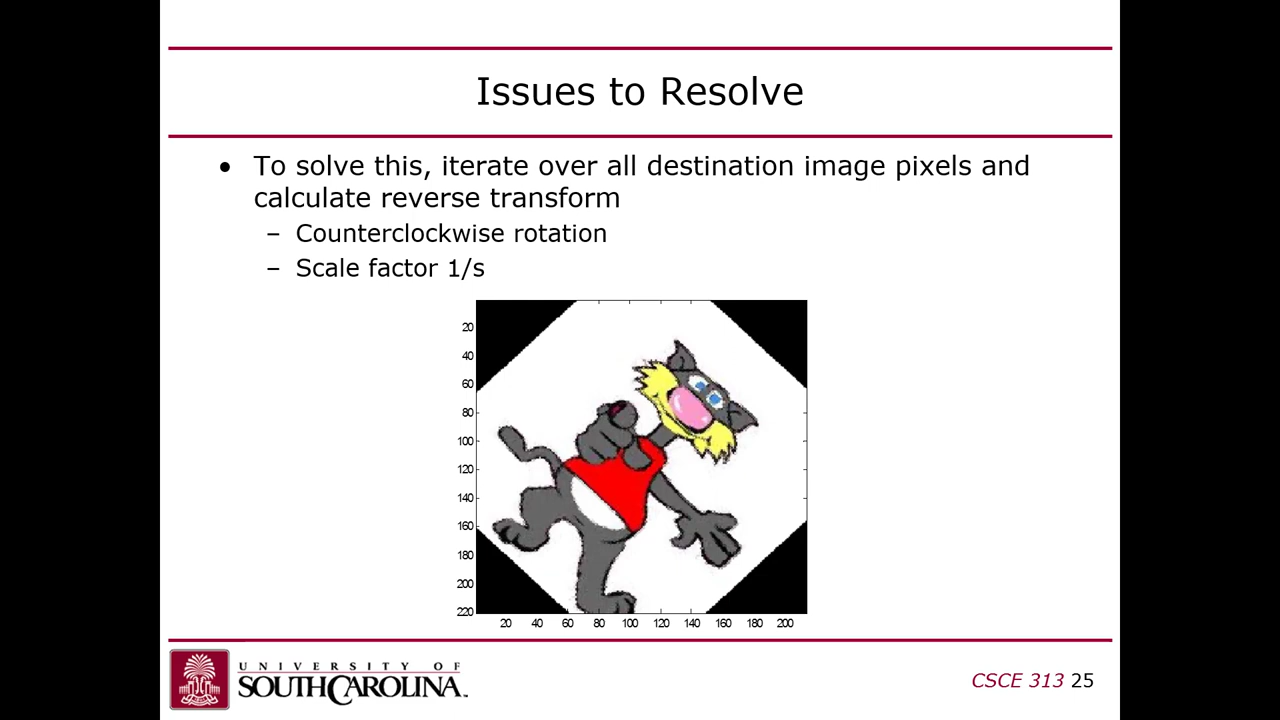 Issues to Resolve
• To solve this, iterate over all destination image pixels and
calculate reverse transform
– Counterclockwise rotation
– Scale factor 1/s
20
40
60
80
100
120
140
160
180
200
220
20 40 60 80 100 120 140 160 180 200
UNIVERSITY OF
SOUTH CAROLINA™
CSCE 313 25